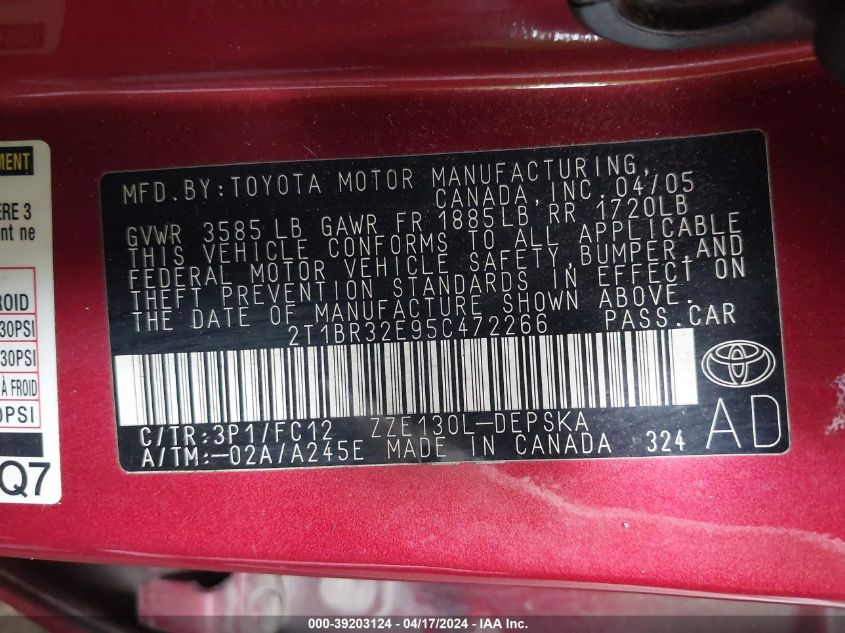 MFD. BY: TOYOTA MOTOR MANUFACTURING,
CANADA, INC. 04/05
GVWR 3585 LB GAWR FR 1885LB RR 1720LB
THIS VEHICLE CONFORMS TO ALL APPLICABLE
FEDERAL MOTOR VEHICLE SAFETY, BUMPER, AND
THEFT PREVENTION STANDARDS IN EFFECT ON
THE DATE OF MANUFACTURE SHOWN ABOVE.
2T1BR32E95C472266 PASS. CAR
C/TR: 3P1/FC12 ZZE130L-DEPSKA
A/TM: -02A/A245E MADE IN CANADA 324
AD
MENT
ERE 3
nt ne
ROID
30PSI
30PSI
À FROID
0PSI
Q7
000-39203124 - 04/17/2024 - IAA, Inc.